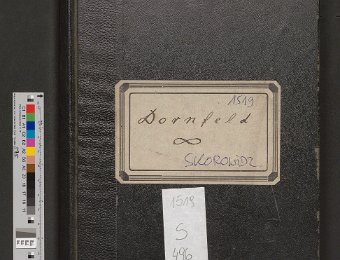 1519
Dornfeld
∞
SKOROWIDZ
1519
S
496